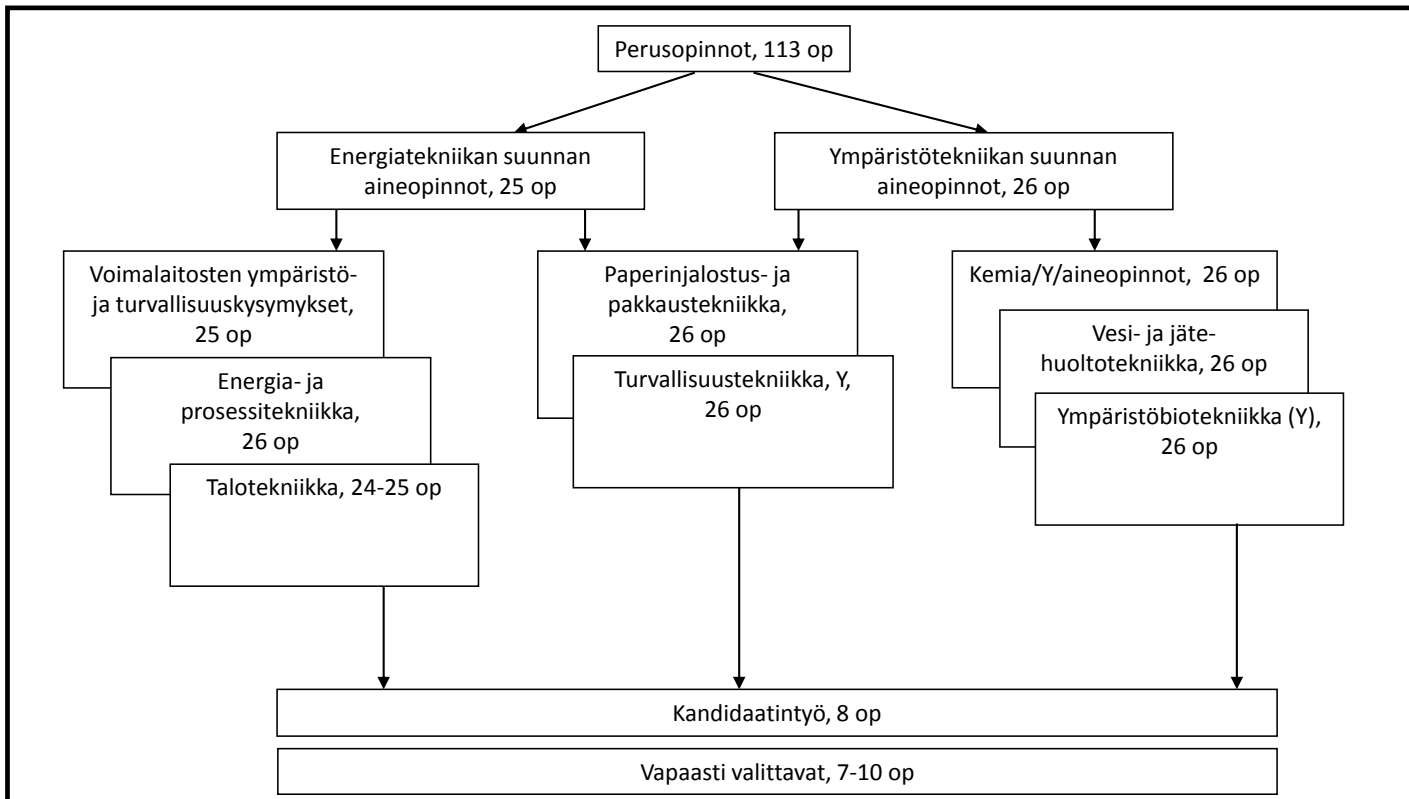 Perusopinnot, 113 op
Energiatekniikan suunnan
aineopinnot, 25 op
Ympäristötekniikan suunnan
aineopinnot, 26 op
Voimalaitosten ympäristö-
ja turvallisuuskysymykset,
25 op
Energia- ja
prosessitekniikka,
26 op
Talotekniikka, 24-25 op
Paperinjalostus- ja
pakkaustekniikka,
26 op
Turvallisuustekniikka, Y,
26 op
Kemia/Y/aineopinnot, 26 op
Vesi- ja jäte-
huoltotekniikka, 26 op
Ympäristöbiotekniikka (Y),
26 op
Kandidaatintyö, 8 op
Vapaasti valittavat, 7-10 op